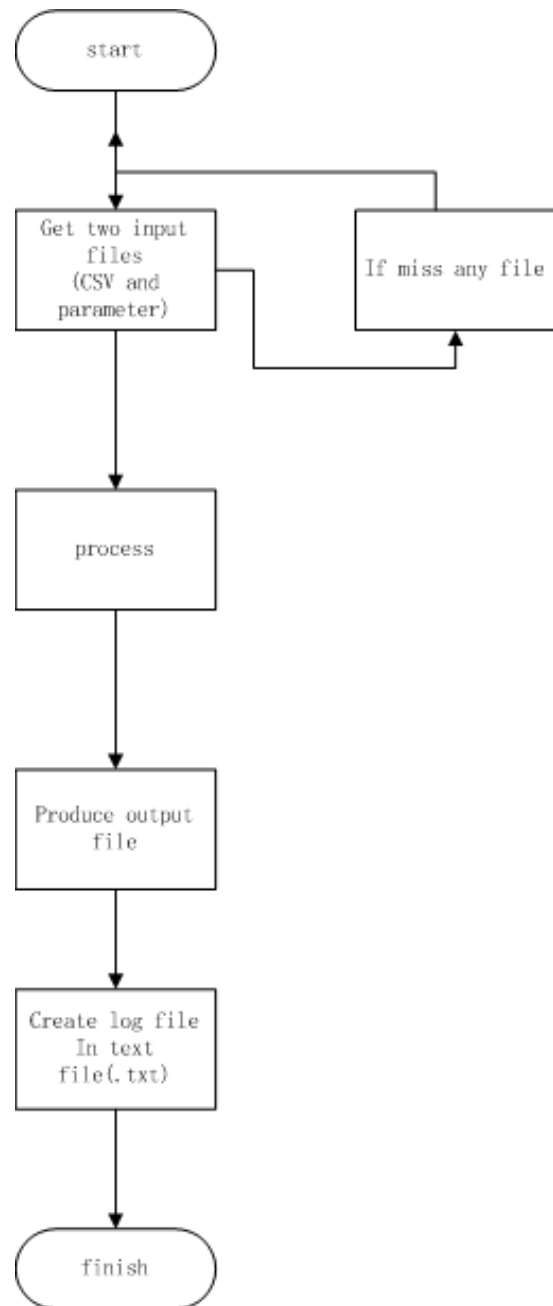 start
Get two input
files
(CSV and
parameter)
If miss any file
process
Produce output
file
Create log file
In text
file(.txt)
finish